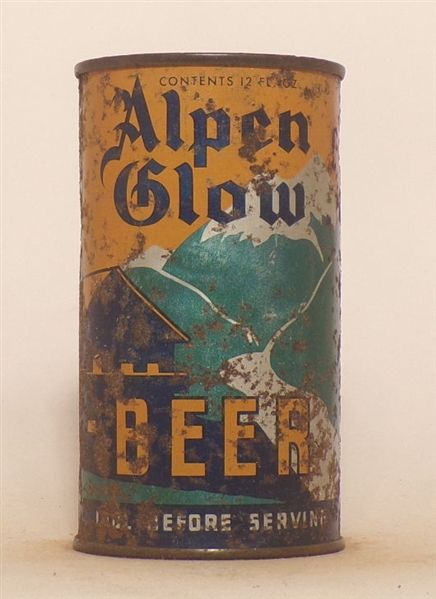 CONTENTS 12 FL. OZ.
Alpen
Glow
BEER
BEFORE SERVING